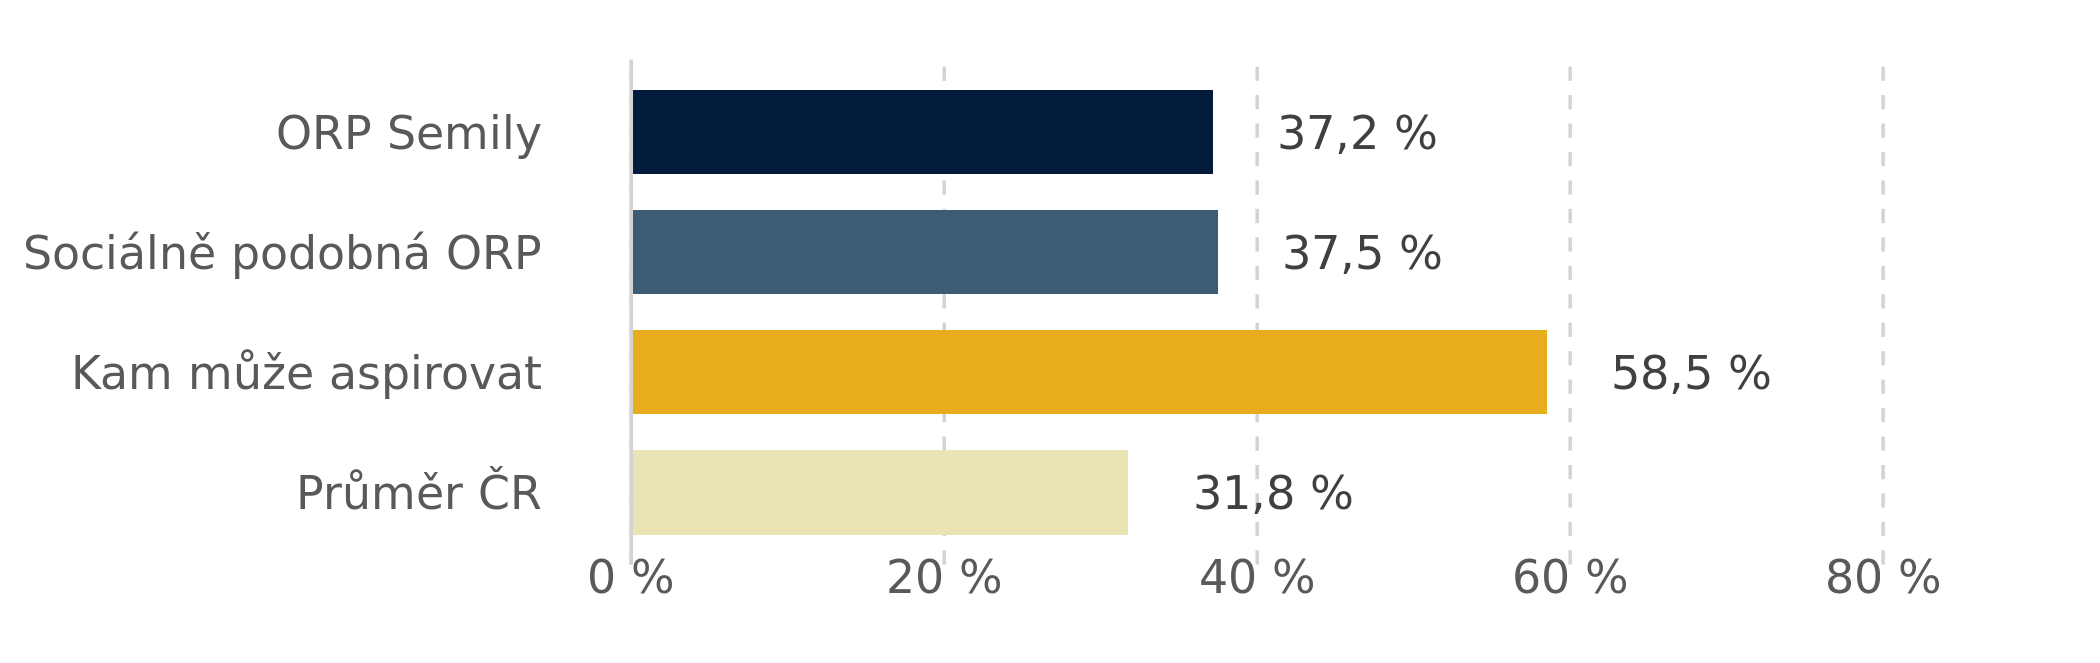 ORP Semily 37,2 %
Sociálně podobná ORP 37,5 %
Kam může aspirovat 58,5 %
Průměr ČR 31,8 %
0 % 20 % 40 % 60 % 80 %